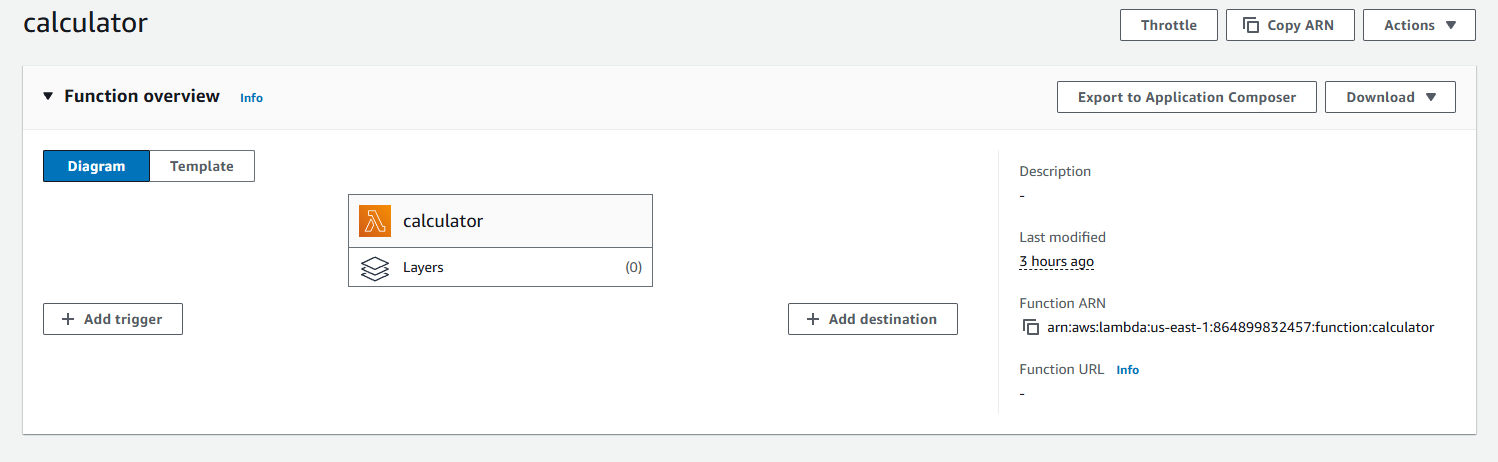 calculator
Throttle
Copy ARN
Actions
Function overview Info
Export to Application Composer
Download
Diagram
Template
calculator
Layers (0)
+ Add trigger
+ Add destination
Description
-
Last modified
3 hours ago
Function ARN
arn:aws:lambda:us-east-1:864899832457:function:calculator
Function URL Info
-